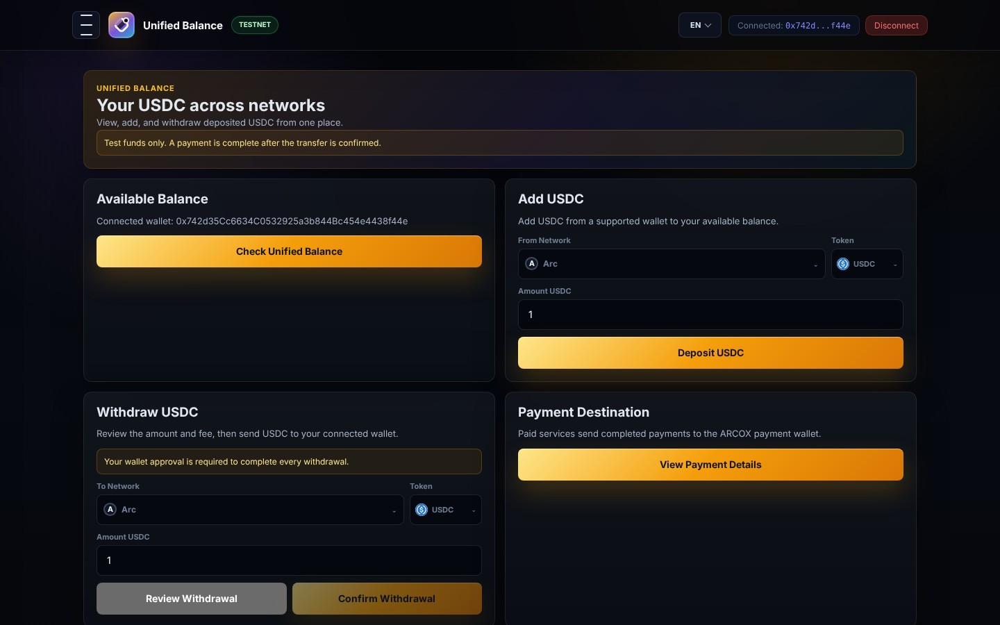 Unified Balance
TESTNET
EN
Connected: 0x742d...f44e
Disconnect
UNIFIED BALANCE
Your USDC across networks
View, add, and withdraw deposited USDC from one place.
Test funds only. A payment is complete after the transfer is confirmed.
Available Balance
Connected wallet: 0x742d35Cc6634C0532925a3b844Bc454e4438f44e
Check Unified Balance
Add USDC
Add USDC from a supported wallet to your available balance.
From Network
Token
A Arc
USDC
Amount USDC
1
Deposit USDC
Withdraw USDC
Review the amount and fee, then send USDC to your connected wallet.
Your wallet approval is required to complete every withdrawal.
To Network
Token
A Arc
USDC
Amount USDC
1
Review Withdrawal
Confirm Withdrawal
Payment Destination
Paid services send completed payments to the ARCOX payment wallet.
View Payment Details